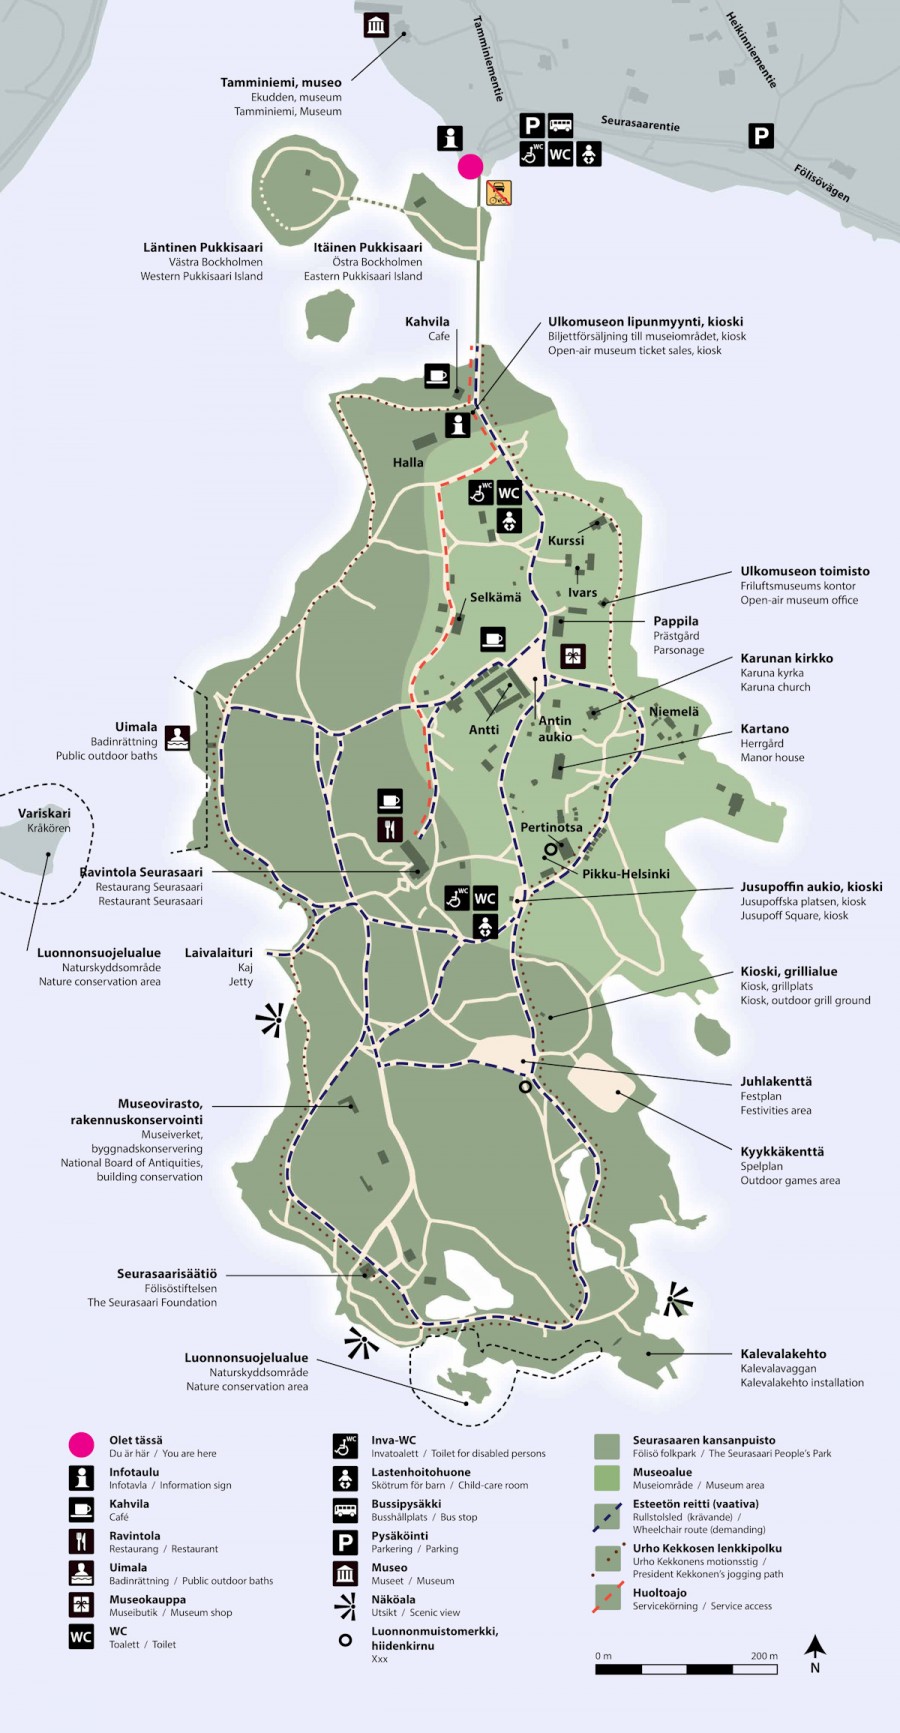 Tamminiementie
Heikinniementie
Tamminiemi, museo
Ekudden, museum
Tamminiemi, Museum
P
Seurasaarentie
P
WC
WC
Fölisövägen
Läntinen Pukkisaari
Västra Bockholmen
Western Pukkisaari Island
Itäinen Pukkisaari
Östra Bockholmen
Eastern Pukkisaari Island
Kahvila
Cafe
Ulkomuseon lipunmyynti, kioski
Biljettförsäljning till museiområdet, kiosk
Open-air museum ticket sales, kiosk
Halla
WC
WC
Kurssi
Ivars
Ulkomuseon toimisto
Friluftsmuseums kontor
Open-air museum office
Selkämä
Pappila
Prästgård
Parsonage
Karunan kirkko
Karuna kyrka
Karuna church
Niemelä
Antti
Antin
aukio
Uimala
Badinrättning
Public outdoor baths
Kartano
Herrgård
Manor house
Variskari
Kråkören
Pertinotsa
Pikku-Helsinki
Ravintola Seurasaari
Restaurang Seurasaari
Restaurant Seurasaari
WC
WC
Jusupoffin aukio, kioski
Jusupoffska platsen, kiosk
Jusupoff Square, kiosk
Luonnonsuojelualue
Naturskyddsområde
Nature conservation area
Laivalaituri
Kaj
Jetty
Kioski, grillialue
Kiosk, grillplats
Kiosk, outdoor grill ground
Juhlakenttä
Festplan
Festivities area
Museovirasto,
rakennuskonservointi
Museiverket,
byggnadskonservering
National Board of Antiquities,
building conservation
Kyykkäkenttä
Spelplan
Outdoor games area
Seurasaarisäätiö
Fölisöstiftelsen
The Seurasaari Foundation
Luonnonsuojelualue
Naturskyddsområde
Nature conservation area
Kalevalakehto
Kalevalavaggan
Kalevalakehto installation
Olet tässä
Du är här / You are here
Infotaulu
Infotavla / Information sign
Kahvila
Café
Ravintola
Restaurang / Restaurant
Uimala
Badinrättning / Public outdoor baths
Museokauppa
Museibutik / Museum shop
WC
WC
Toalett / Toilet
WC
Inva-WC
Invatoalett / Toilet for disabled persons
Lastenhoitohuone
Skötrum för barn / Child-care room
Bussipysäkki
Busshållplats / Bus stop
P
Pysäköinti
Parkering / Parking
Museo
Museet / Museum
Näköala
Utsikt / Scenic view
Luonnonmuistomerkki,
hiidenkirnu
Xxx
Seurasaaren kansanpuisto
Fölisö folkpark / The Seurasaari People's Park
Museoalue
Museiområde / Museum area
Esteetön reitti (vaativa)
Rullstolsled (krävande) /
Wheelchair route (demanding)
Urho Kekkosen lenkkipolku
Urho Kekkonens motionsstig /
President Kekkonen's jogging path
Huoltoajo
Servicekörning / Service access
0 m
200 m
N